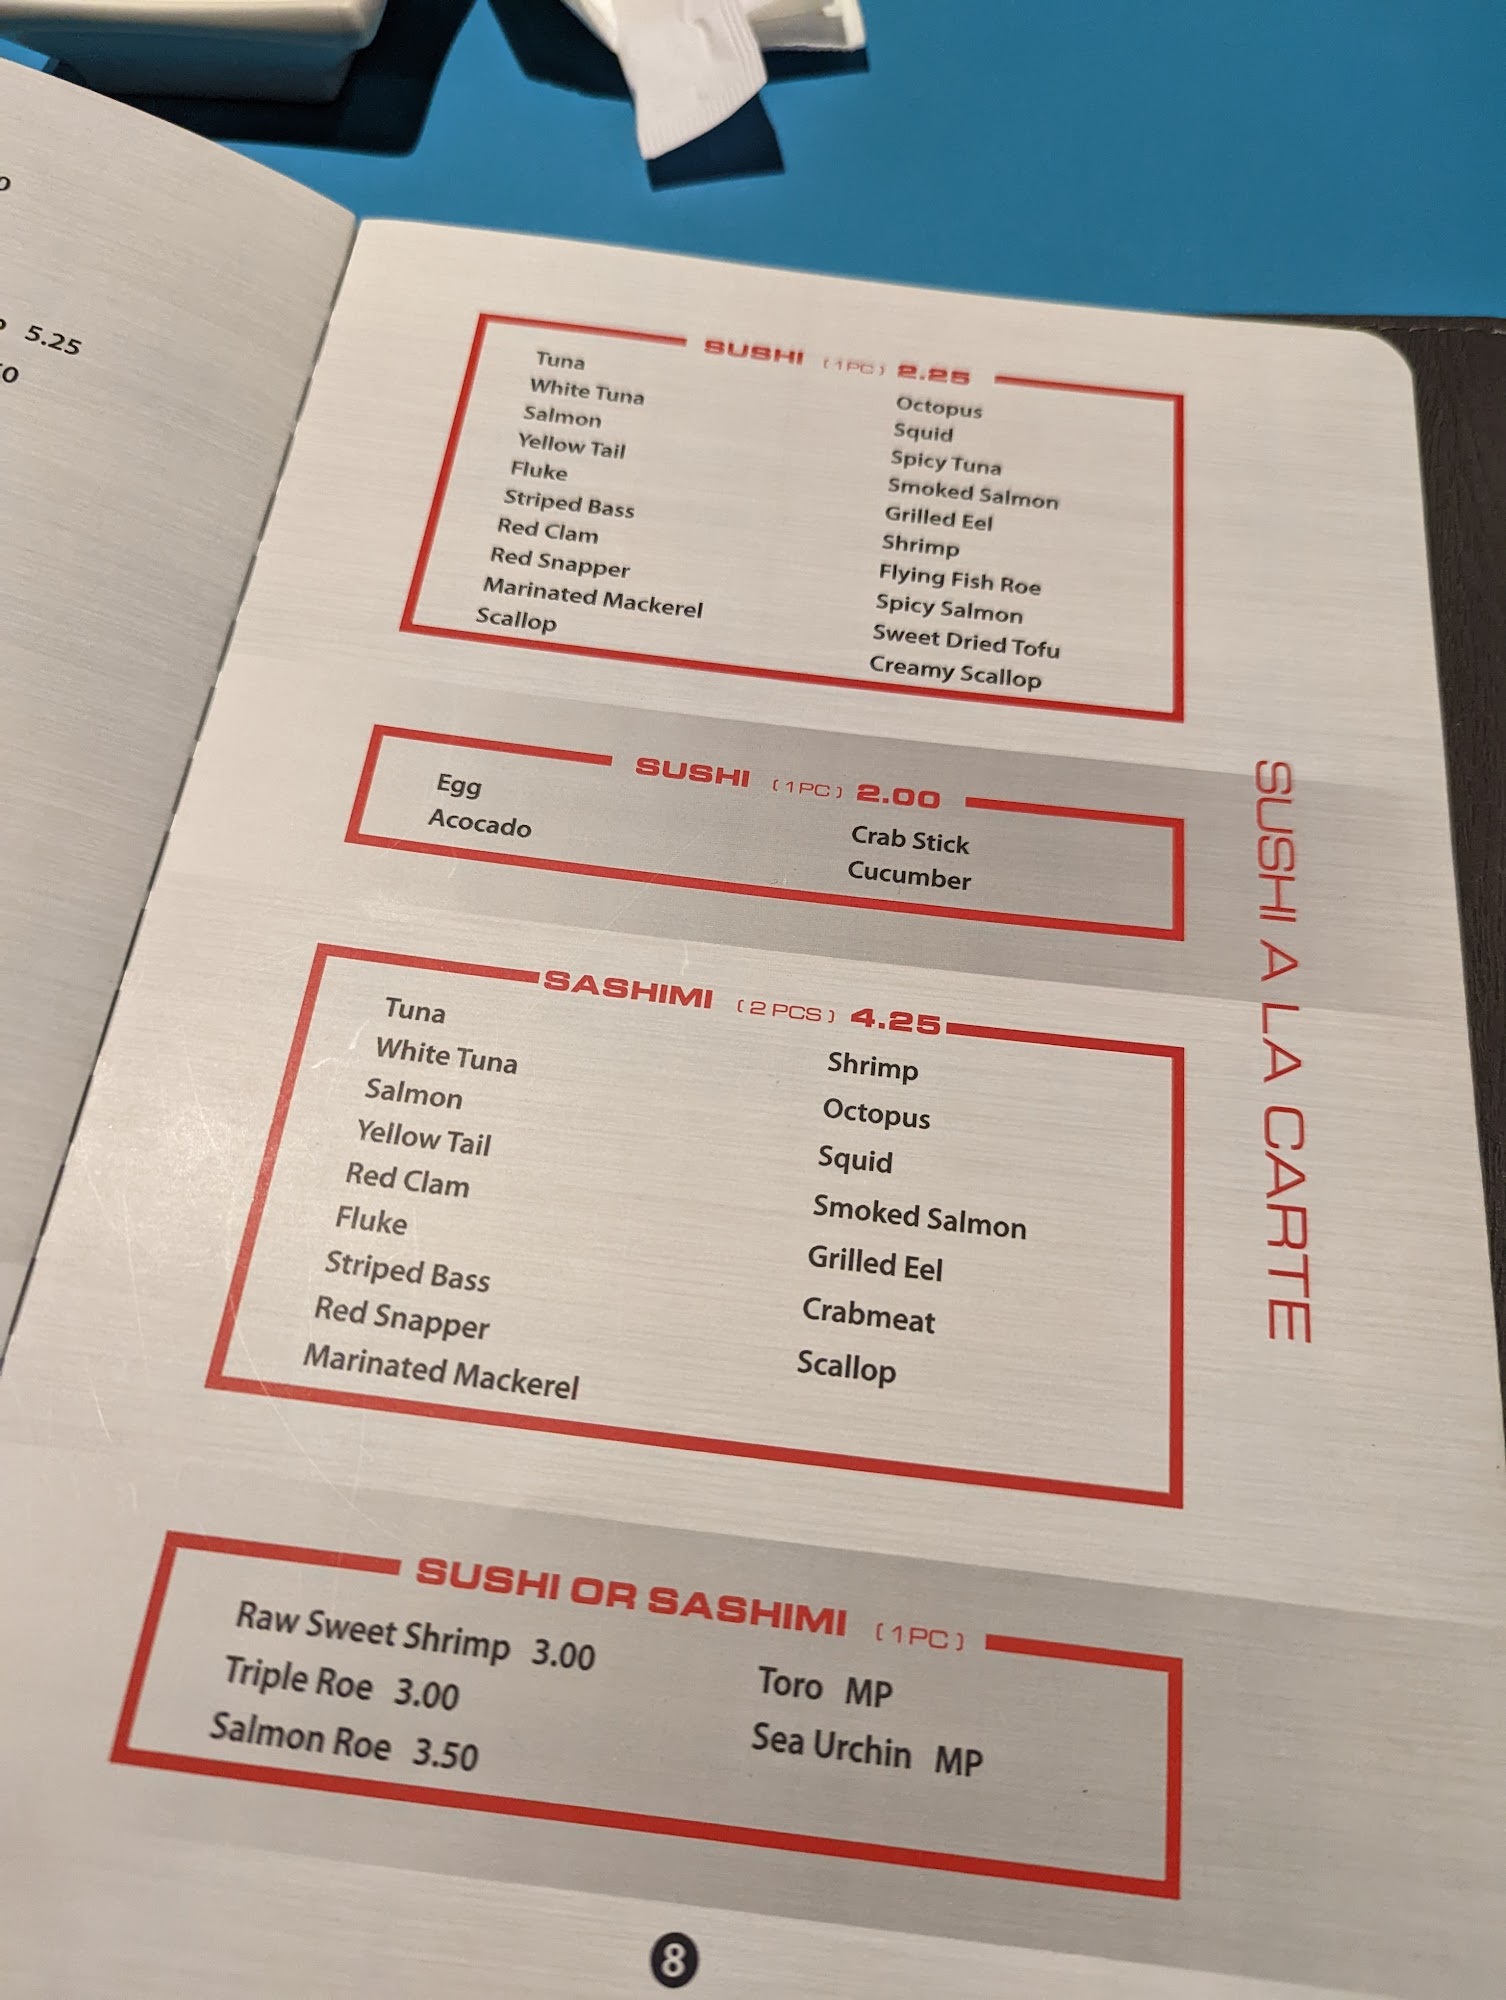 5.25
SUSHI (1PC) 2.25
Tuna
White Tuna
Salmon
Yellow Tail
Fluke
Striped Bass
Red Clam
Red Snapper
Marinated Mackerel
Scallop
Octopus
Squid
Spicy Tuna
Smoked Salmon
Grilled Eel
Shrimp
Flying Fish Roe
Spicy Salmon
Sweet Dried Tofu
Creamy Scallop
SUSHI (1PC) 2.00
Egg
Acocado
Crab Stick
Cucumber
SASHIMI (2 PCS) 4.25
Tuna
White Tuna
Salmon
Yellow Tail
Red Clam
Fluke
Striped Bass
Red Snapper
Marinated Mackerel
Shrimp
Octopus
Squid
Smoked Salmon
Grilled Eel
Crabmeat
Scallop
SUSHI OR SASHIMI (1PC)
Raw Sweet Shrimp 3.00
Triple Roe 3.00
Salmon Roe 3.50
Toro MP
Sea Urchin MP
SUSHI A LA CARTE
8